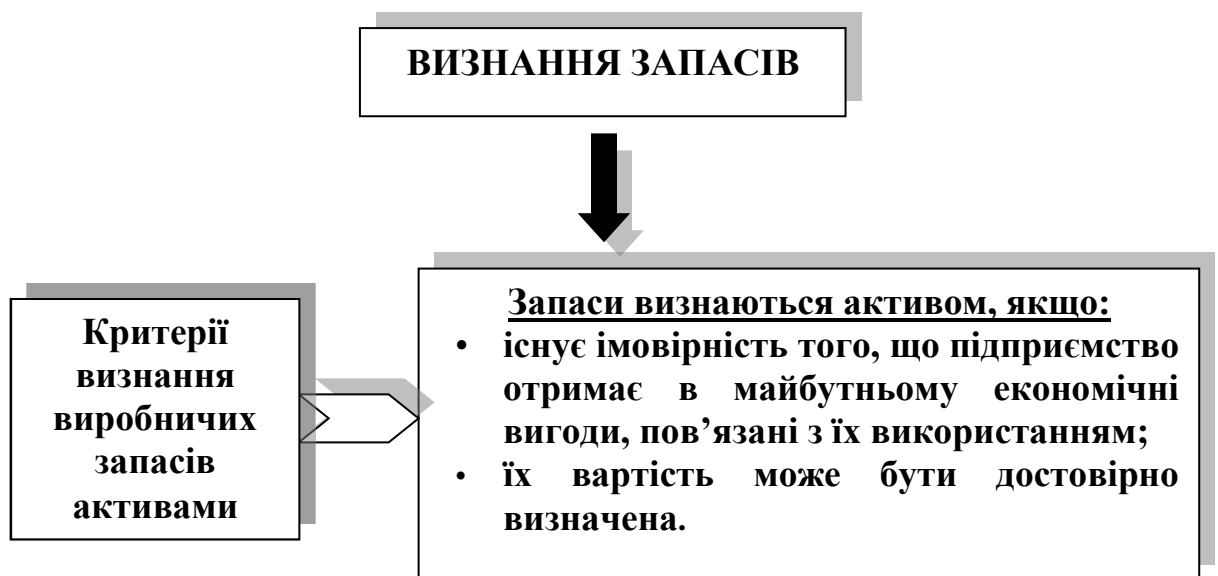 ВИЗНАННЯ ЗАПАСІВ
Критерії
визнання
виробничих
запасів
активами
Запаси визнаються активом, якщо:
• існує імовірність того, що підприємство
отримає в майбутньому економічні
вигоди, пов’язані з їх використанням;
• їх вартість може бути достовірно
визначена.